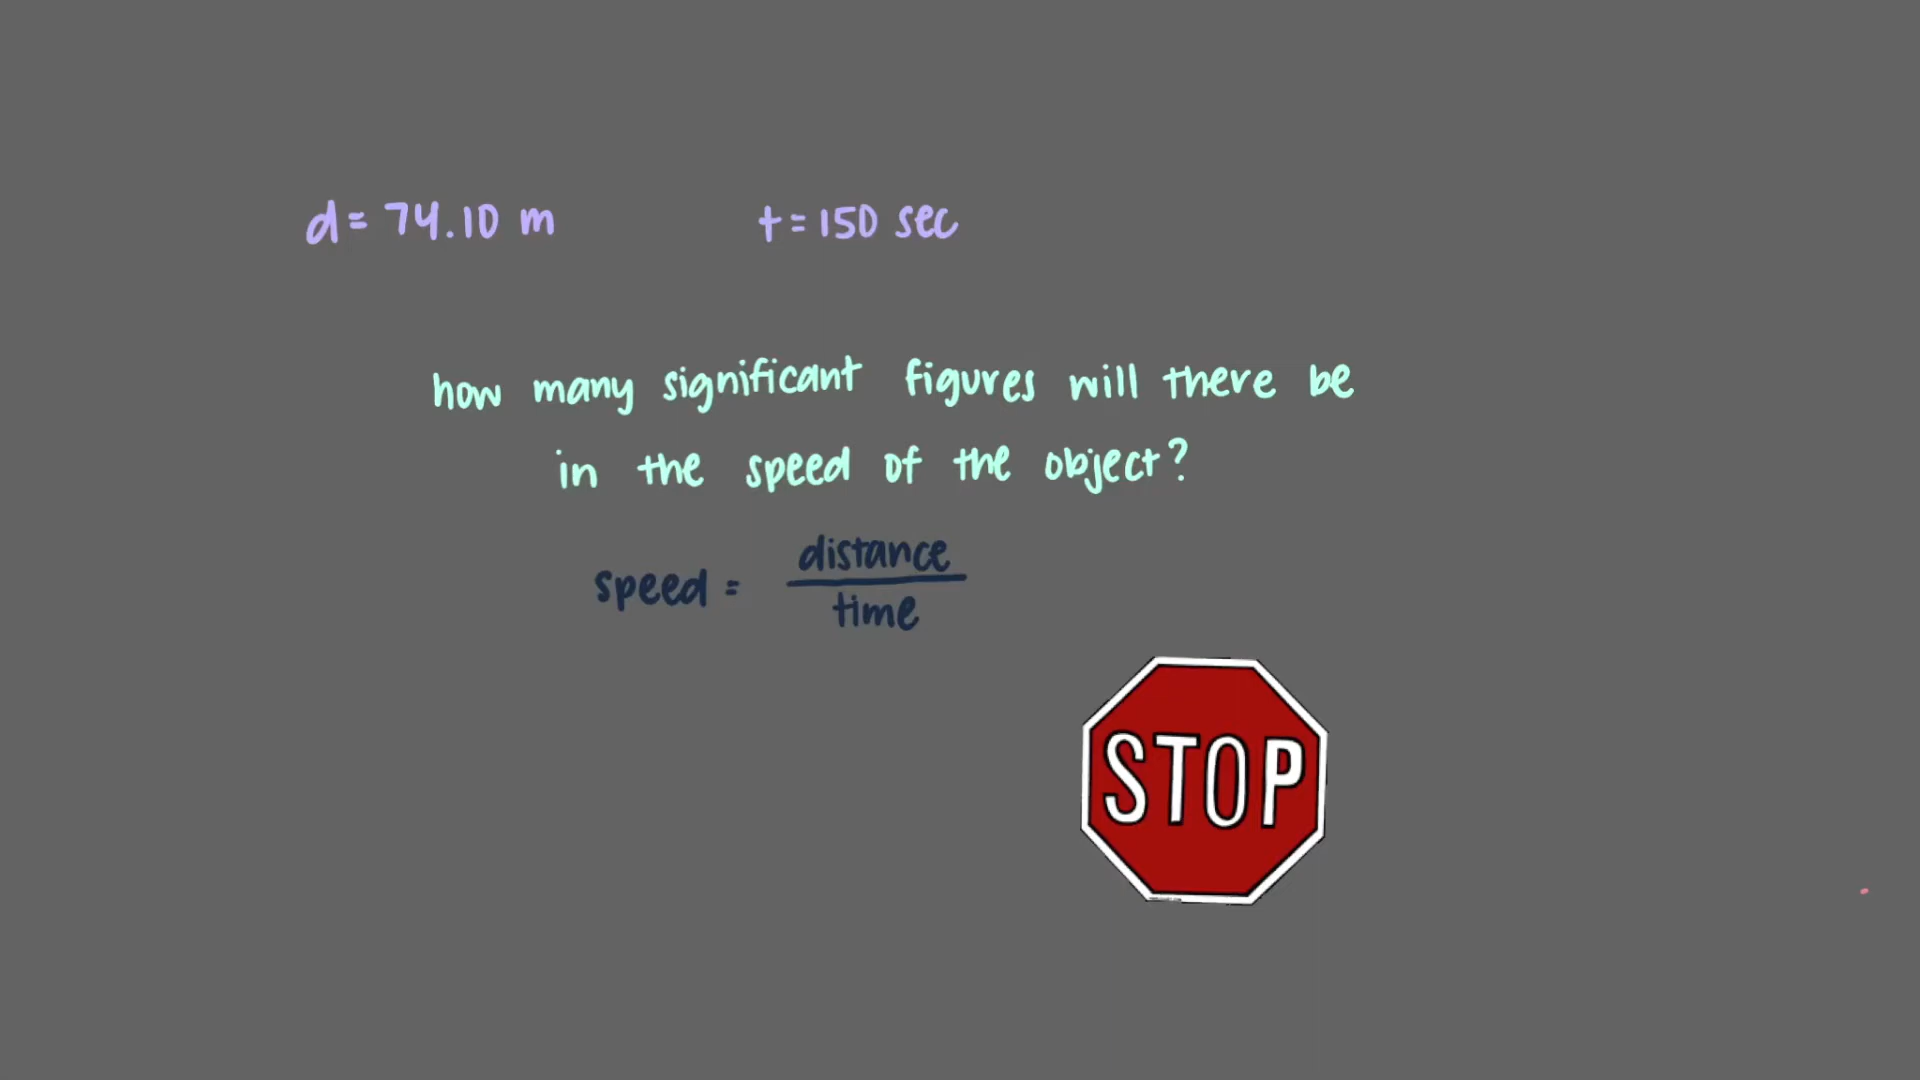 d = 74.10 m
t = 150 sec
how many significant figures will there be
in the speed of the object?
speed = distance
time
STOP